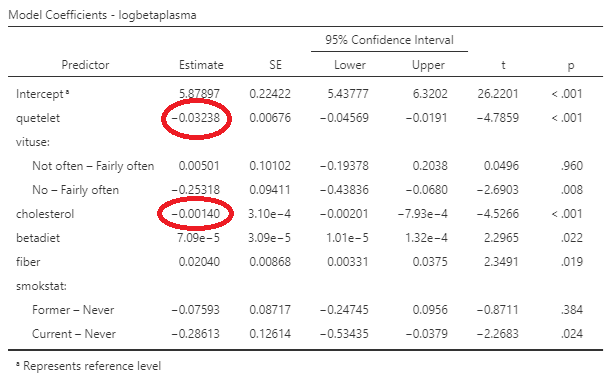 Model Coefficients - logbetaplasma
95% Confidence Interval
Predictor Estimate SE Lower Upper t p
Intercept ᵃ 5.87897 0.22422 5.43777 6.3202 26.2201 < .001
quetelet −0.03238 0.00676 −0.04569 −0.0191 −4.7859 < .001
vituse:
Not often – Fairly often 0.00501 0.10102 −0.19378 0.2038 0.0496 .960
No – Fairly often −0.25318 0.09411 −0.43836 −0.0680 −2.6903 .008
cholesterol −0.00140 3.10e−4 −0.00201 −7.93e−4 −4.5266 < .001
betadiet 7.09e−5 3.09e−5 1.01e−5 1.32e−4 2.2965 .022
fiber 0.02040 0.00868 0.00331 0.0375 2.3491 .019
smokstat:
Former – Never −0.07593 0.08717 −0.24745 0.0956 −0.8711 .384
Current – Never −0.28613 0.12614 −0.53435 −0.0379 −2.2683 .024
ᵃ Represents reference level